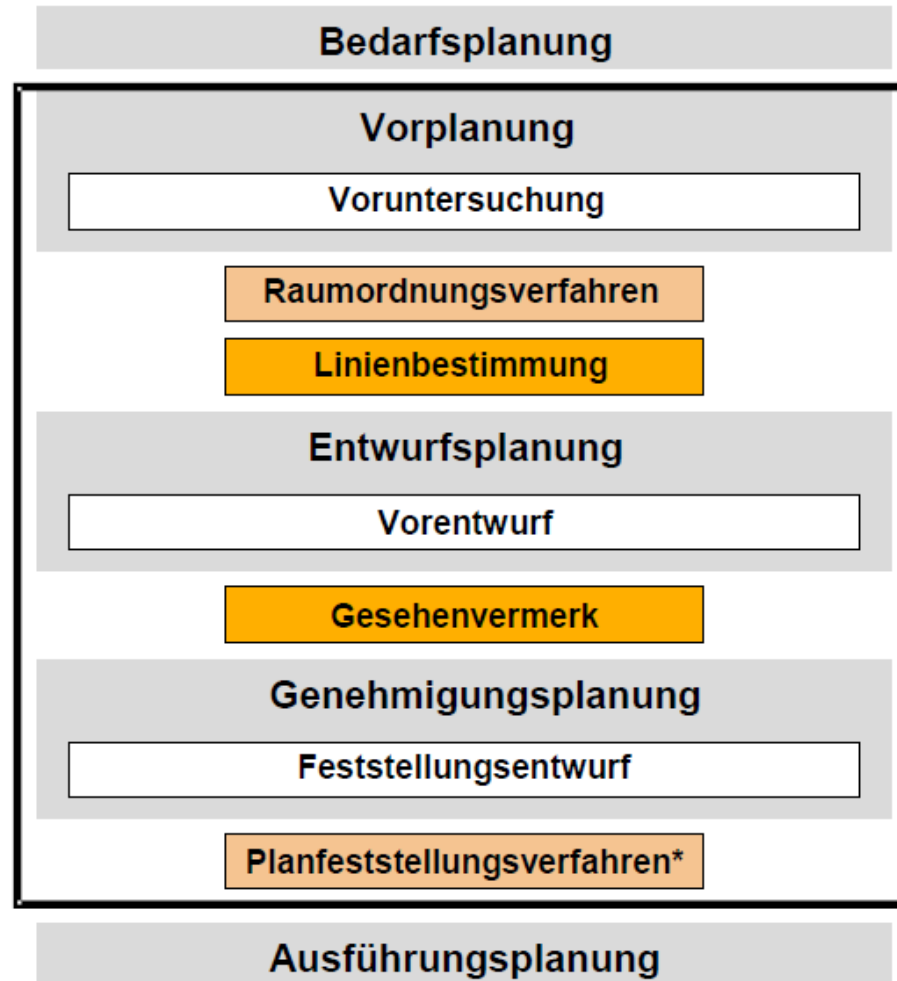 Bedarfsplanung
Vorplanung
Voruntersuchung
Raumordnungsverfahren
Linienbestimmung
Entwurfsplanung
Vorentwurf
Gesehenvermerk
Genehmigungsplanung
Feststellungsentwurf
Planfeststellungsverfahren*
Ausführungsplanung